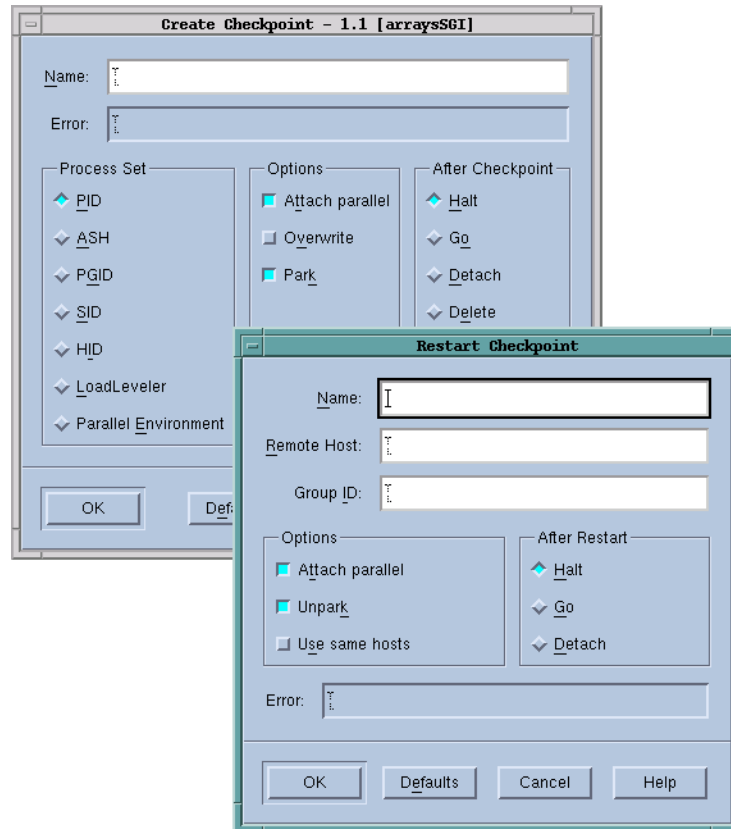 Create Checkpoint - 1.1 [arraysSGI]
Name:
Error:
Process Set
PID
ASH
PGID
SID
HID
LoadLeveler
Parallel Environment
Options
Attach parallel
Overwrite
Park
After Checkpoint
Halt
Go
Detach
Delete
OK
Def
Restart Checkpoint
Name:
Remote Host:
Group ID:
Options
Attach parallel
Unpark
Use same hosts
After Restart
Halt
Go
Detach
Error:
OK
Defaults
Cancel
Help